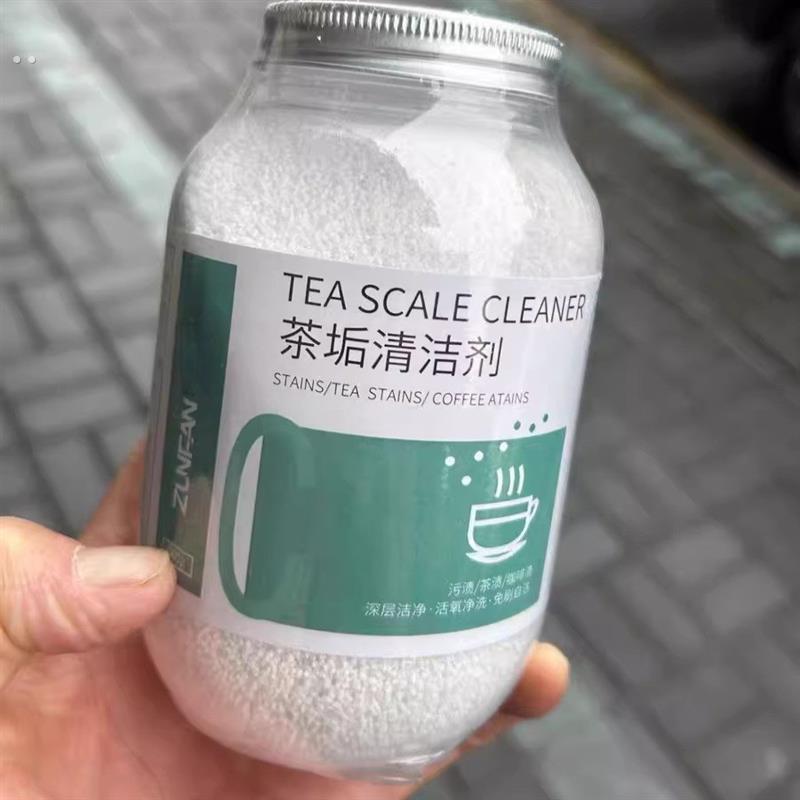 TEA SCALE CLEANER
茶垢清洁剂
STAINS/TEA STAINS/ COFFEE ATAINS
ZUNFAN
污渍/茶渍/咖啡渍
深层洁净·活氧净洗·免刷自洁